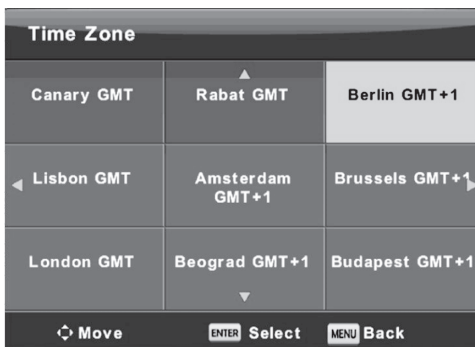 Time Zone
Canary GMT
Rabat GMT
Berlin GMT+1
Lisbon GMT
Amsterdam
GMT+1
Brussels GMT+1
London GMT
Beograd GMT+1
Budapest GMT+1
Move
ENTER Select
MENU Back